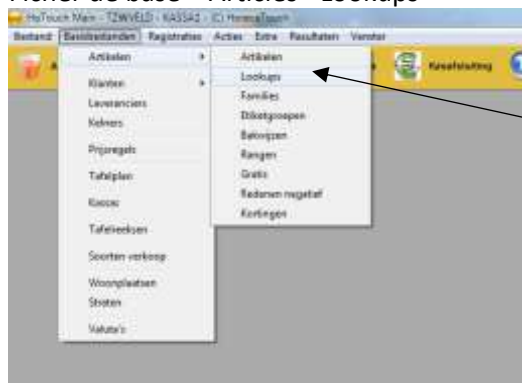 Fichier de base – Articles - Lookups
HoTouch Main - TZWVELD - KASSA2 - (C) HorecaTouch
Bestand Basisbestanden Registraties Acties Extra Resultaten Venster
Kassafsluiting
Artikelen
Klanten
Leveranciers
Kelners
Prijsregels
Tafelplan
Kassas
Tafelreeksen
Soorten verkoop
Woonplaatsen
Straten
Valuta's
Artikelen
Lookups
Families
Etiketgroepen
Bakwijzen
Rangen
Gratis
Redenen negatief
Kortingen